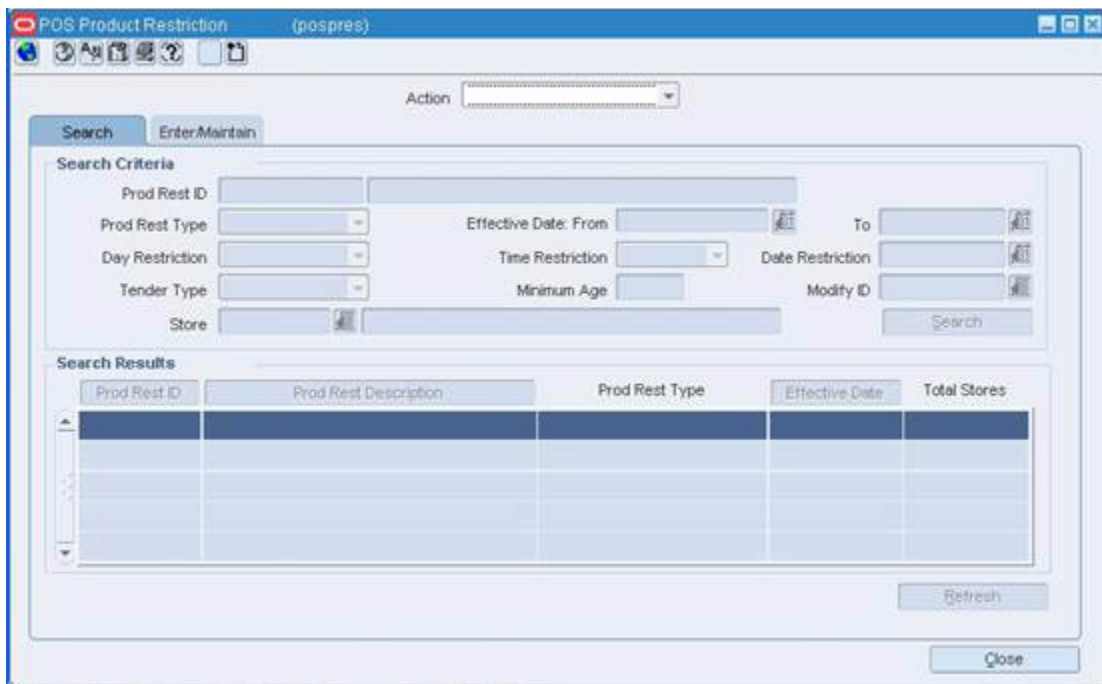 POS Product Restriction (pospres)
Action
Search Enter/Maintain
Search Criteria
Prod Rest ID
Prod Rest Type Effective Date: From To
Day Restriction Time Restriction Date Restriction
Tender Type Minimum Age Modify ID
Store Search
Search Results
Prod Rest ID Prod Rest Description Prod Rest Type Effective Date Total Stores
Refresh
Close